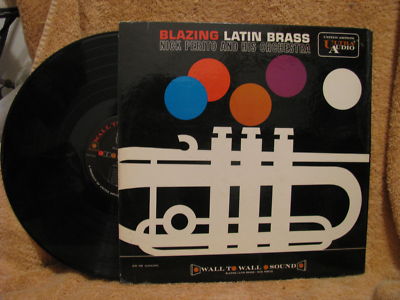 BLAZING LATIN BRASS
NICK PERITO AND HIS ORCHESTRA
UNITED ARTISTS
ULTRA AUDIO
WALL TO WALL SOUND